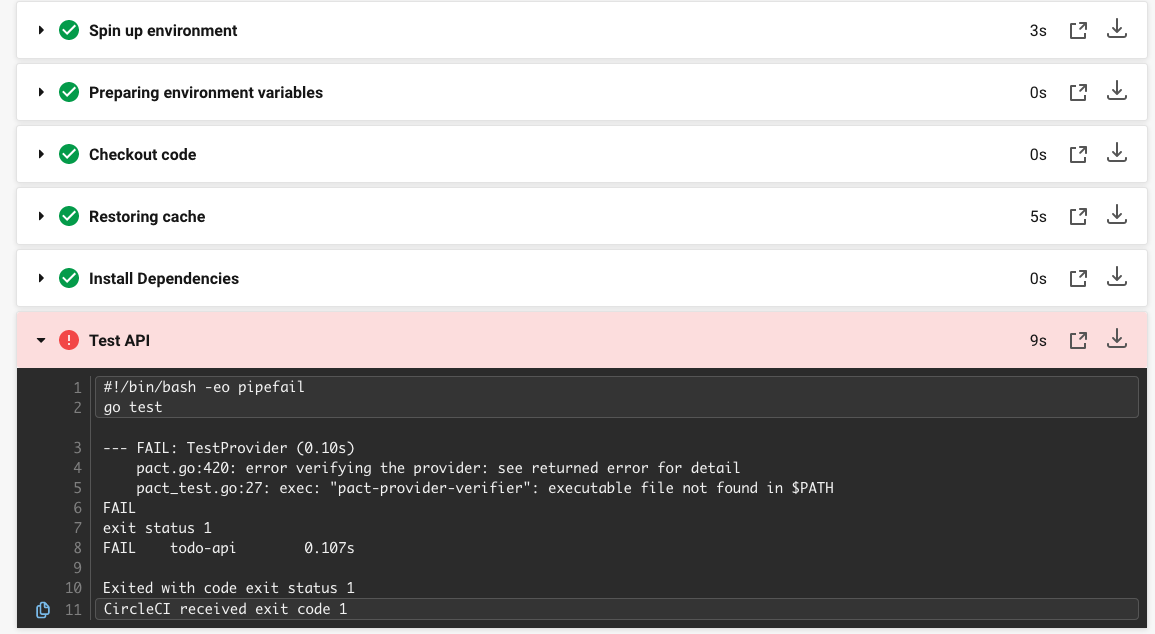 Spin up environment 3s
Preparing environment variables 0s
Checkout code 0s
Restoring cache 5s
Install Dependencies 0s
! Test API 9s
1 #!/bin/bash -eo pipefail
2 go test
3 --- FAIL: TestProvider (0.10s)
4     pact.go:420: error verifying the provider: see returned error for detail
5     pact_test.go:27: exec: "pact-provider-verifier": executable file not found in $PATH
6 FAIL
7 exit status 1
8 FAIL    todo-api        0.107s
9
10 Exited with code exit status 1
11 CircleCI received exit code 1